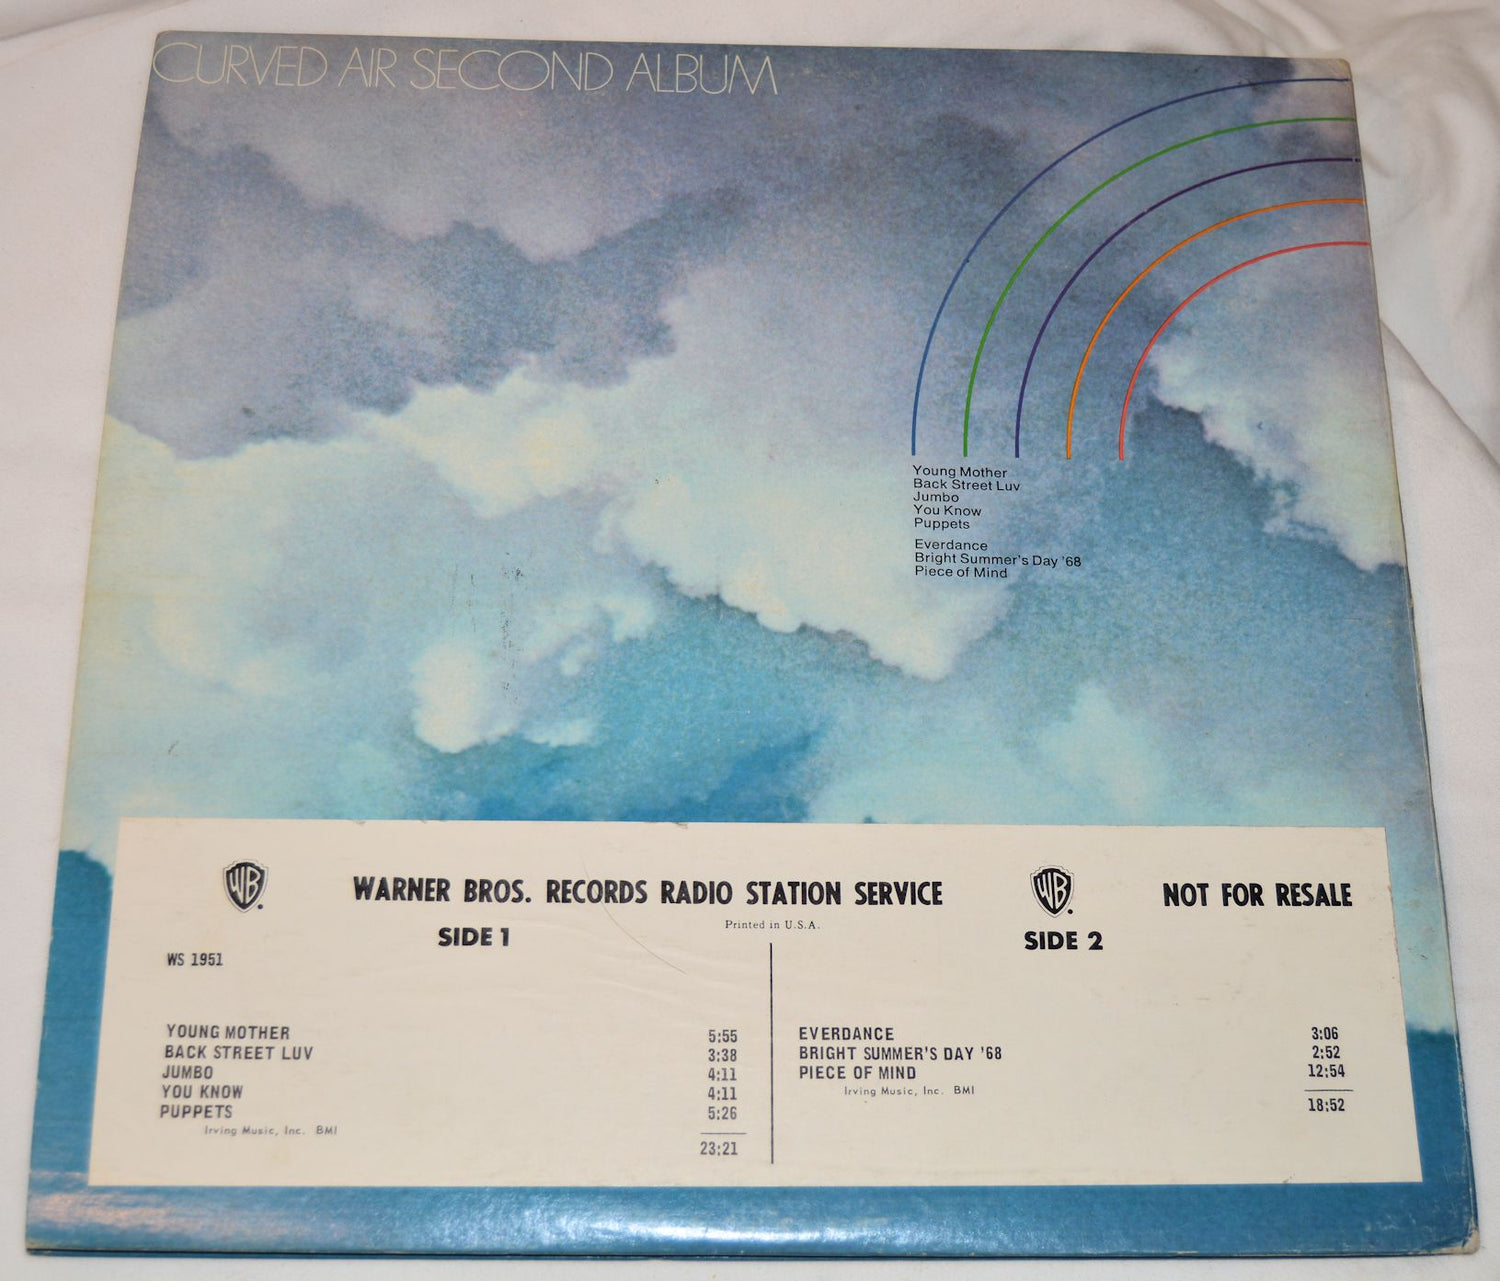 CURVED AIR SECOND ALBUM
Young Mother
Back Street Luv
Jumbo
You Know
Puppets
Everdance
Bright Summer's Day '68
Piece of Mind
WB WARNER BROS. RECORDS RADIO STATION SERVICE WB NOT FOR RESALE
Printed in U.S.A.
SIDE 1
WS 1951
YOUNG MOTHER 5:55
BACK STREET LUV 3:38
JUMBO 4:11
YOU KNOW 4:11
PUPPETS 5:26
Irving Music, Inc. BMI
23:21
SIDE 2
EVERDANCE 3:06
BRIGHT SUMMER'S DAY '68 2:52
PIECE OF MIND 12:54
Irving Music, Inc. BMI
18:52